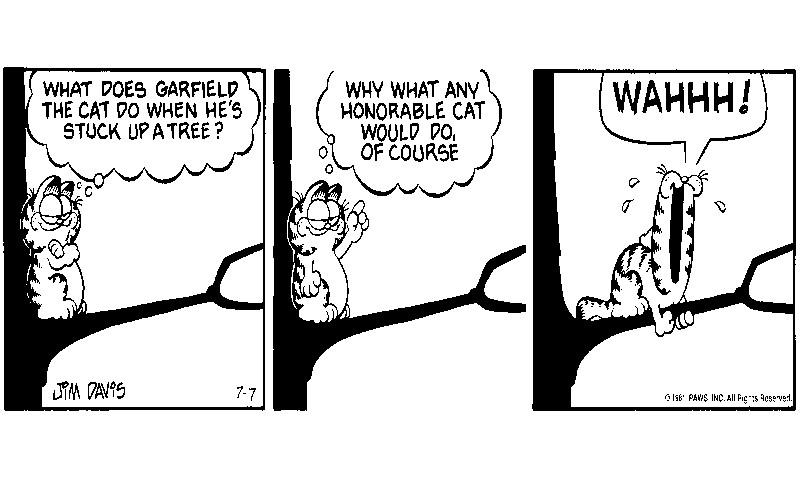 WHAT DOES GARFIELD
THE CAT DO WHEN HE'S
STUCK UP A TREE?
WHY WHAT ANY
HONORABLE CAT
WOULD DO,
OF COURSE
WAHHH!
JIM DAVIS
7-7
© 1981 PAWS, INC. All Rights Reserved.